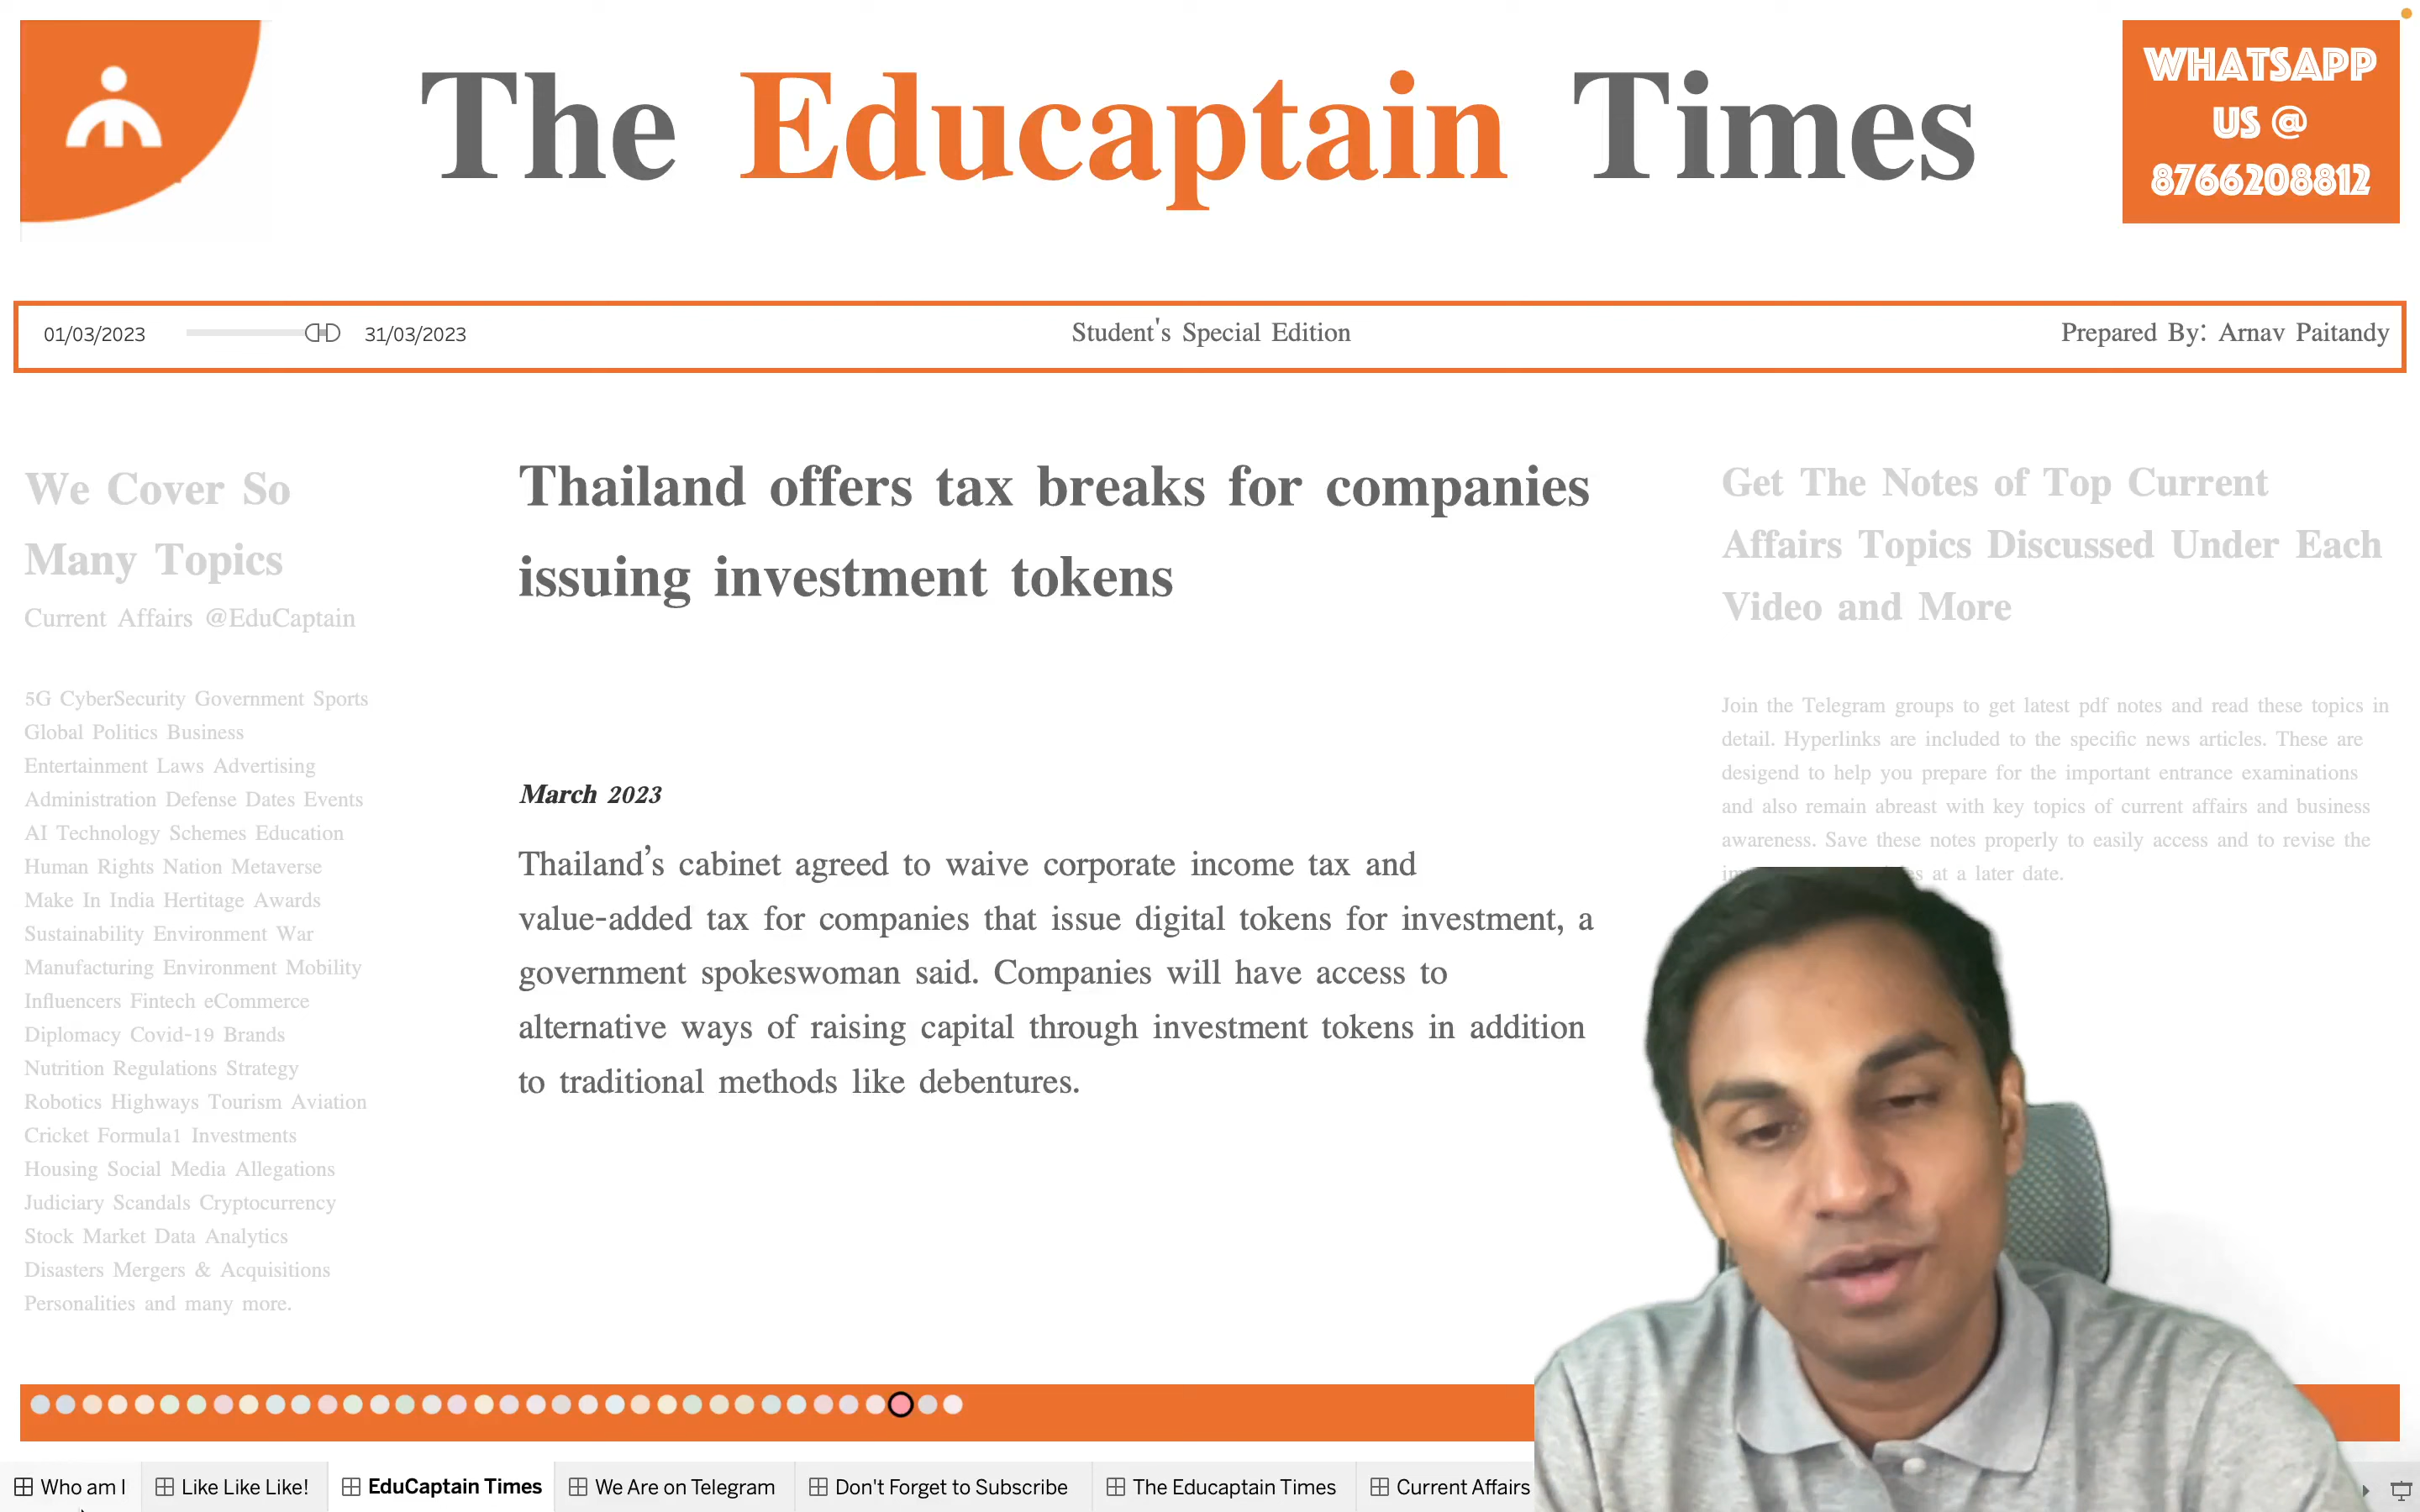 The Educaptain Times
WHATSAPP
US @
8766208812
01/03/2023
31/03/2023
Student's Special Edition
Prepared By: Arnav Paitandy
We Cover So
Many Topics
Current Affairs @EduCaptain
5G CyberSecurity Government Sports
Global Politics Business
Entertainment Laws Advertising
Administration Defense Dates Events
AI Technology Schemes Education
Human Rights Nation Metaverse
Make In India Hertitage Awards
Sustainability Environment War
Manufacturing Environment Mobility
Influencers Fintech eCommerce
Diplomacy Covid-19 Brands
Nutrition Regulations Strategy
Robotics Highways Tourism Aviation
Cricket Formula1 Investments
Housing Social Media Allegations
Judiciary Scandals Cryptocurrency
Stock Market Data Analytics
Disasters Mergers & Acquisitions
Personalities and many more.
Thailand offers tax breaks for companies
issuing investment tokens
March 2023
Thailand’s cabinet agreed to waive corporate income tax and
value-added tax for companies that issue digital tokens for investment, a
government spokeswoman said. Companies will have access to
alternative ways of raising capital through investment tokens in addition
to traditional methods like debentures.
Get The Notes of Top Current
Affairs Topics Discussed Under Each
Video and More
Join the Telegram groups to get latest pdf notes and read these topics in
detail. Hyperlinks are included to the specific news articles. These are
desigend to help you prepare for the important entrance examinations
and also remain abreast with key topics of current affairs and business
awareness. Save these notes properly to easily access and to revise the
at a later date.
Who am I
Like Like Like!
EduCaptain Times
We Are on Telegram
Don't Forget to Subscribe
The Educaptain Times
Current Affairs